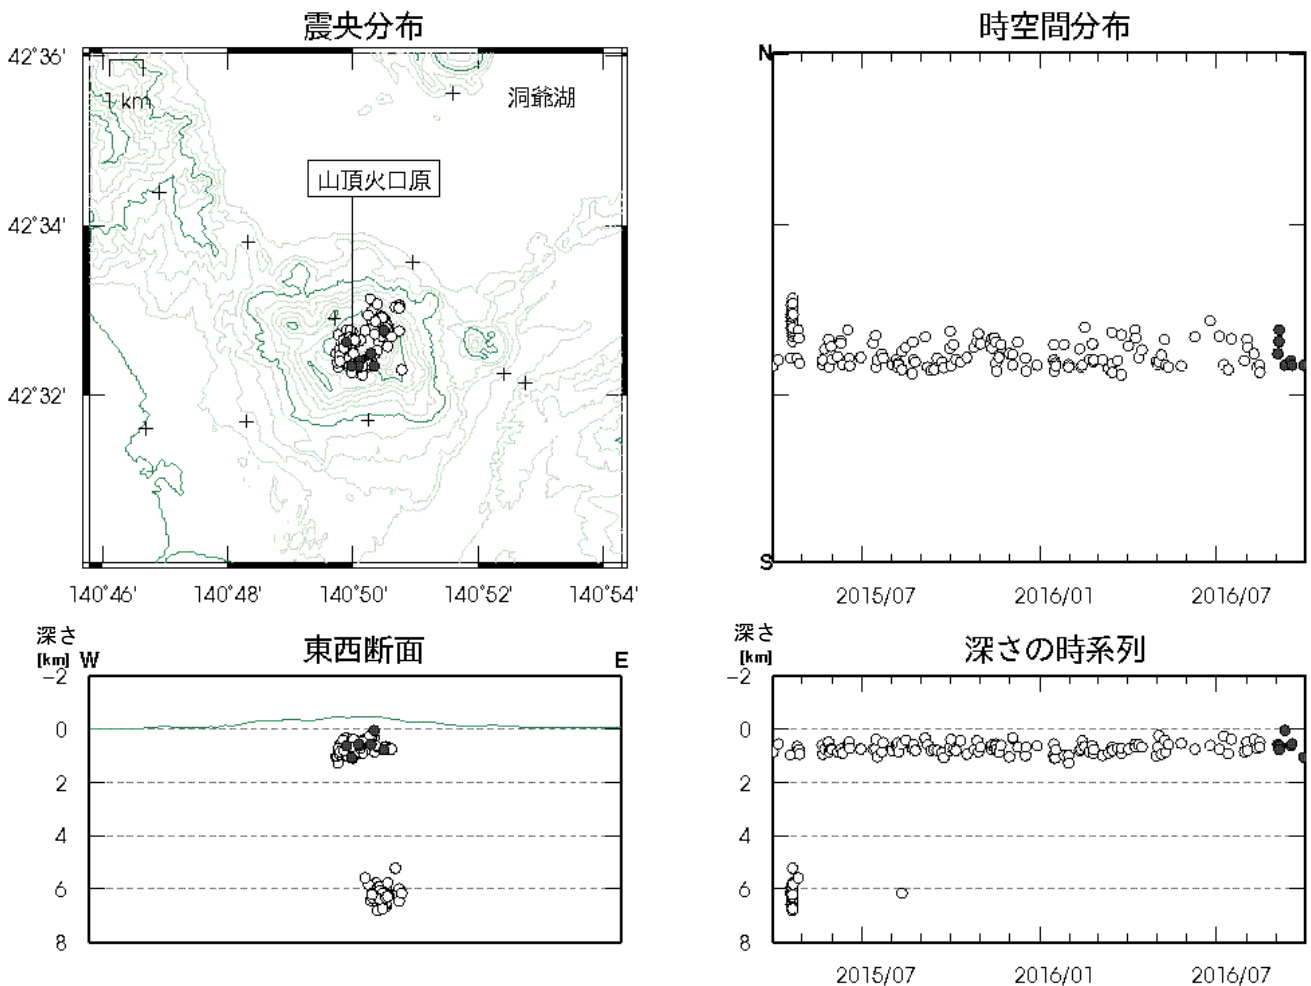 震央分布
42°36'
1 km
洞爺湖
山頂火口原
42°34'
42°32'
140°46' 140°48' 140°50' 140°52' 140°54'
時空間分布
N
S
2015/07 2016/01 2016/07
東西断面
深さ
[km] W E
-2
0
2
4
6
8
深さの時系列
深さ
[km]
-2
0
2
4
6
8
2015/07 2016/01 2016/07